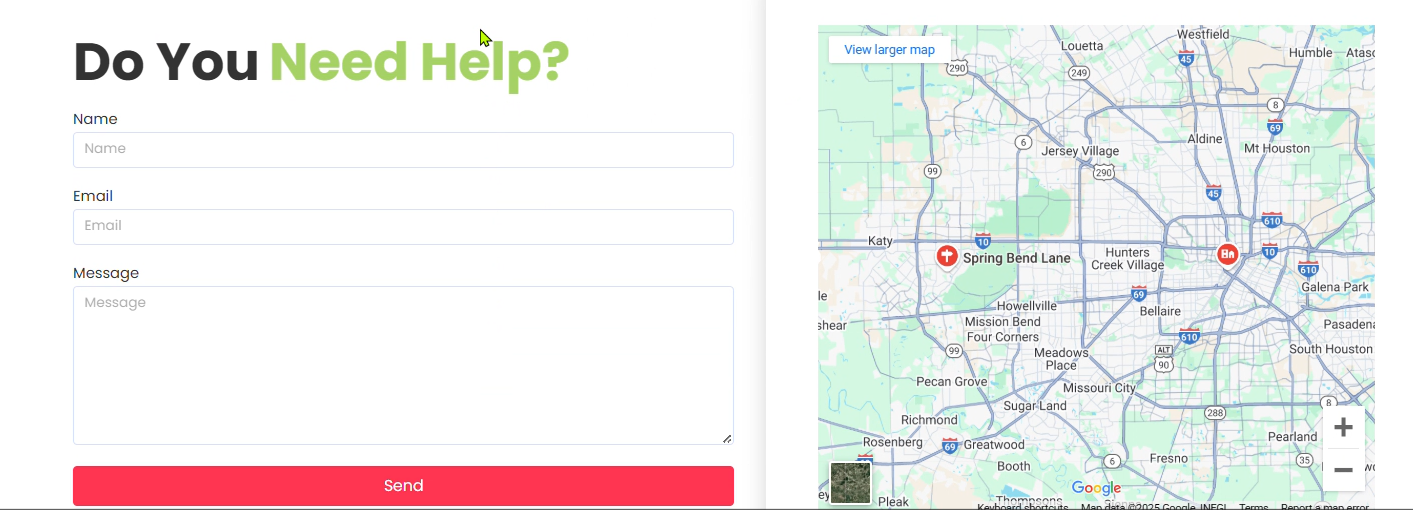 Do You Need Help?
Name
Name
Email
Email
Message
Message
Send
View larger map
Westfield
Louetta
Humble
290
45
249
8
69
Aldine
6
Jersey Village
Mt Houston
99
290
45
610
Katy
10
Spring Bend Lane
Hunters
Creek Village
10
610
Galena Park
69
Howellville
Bellaire
Mission Bend
Four Corners
610
Pasadena
99
Meadows
Place
ALT
90
South Houston
Pecan Grove
Missouri City
Sugar Land
288
8
Richmond
Rosenberg
69
Greatwood
Pearland
Booth
6
Fresno
35
Pleak
Google
Keyboard shortcuts
Map data ©2025 Google, INEGI
Terms
Report a map error